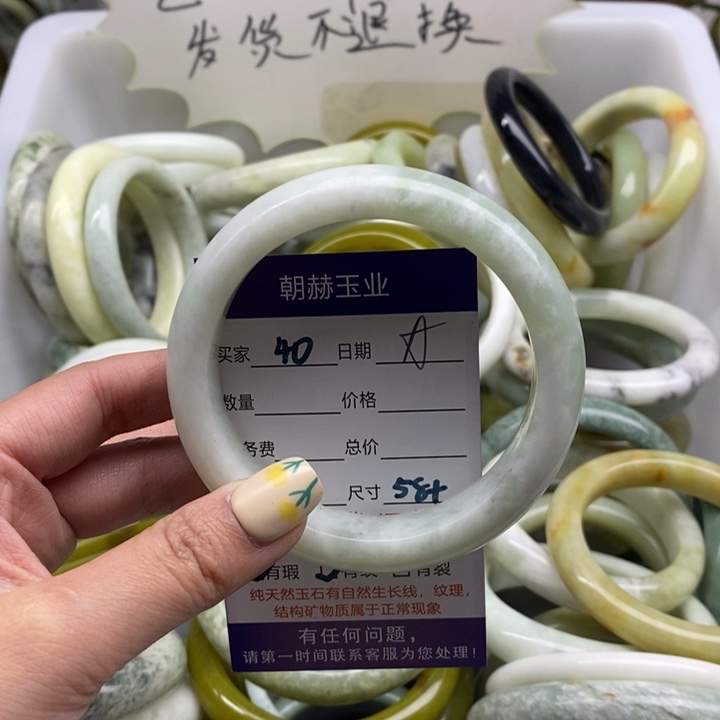 发货不退换
朝赫玉业
买家 40 日期
数量 价格
务费 总价
尺寸 58+
有瑕 有纹 有裂
纯天然玉石有自然生长线，纹理，
结构矿物质属于正常现象
有任何问题，
请第一时间联系客服为您处理！